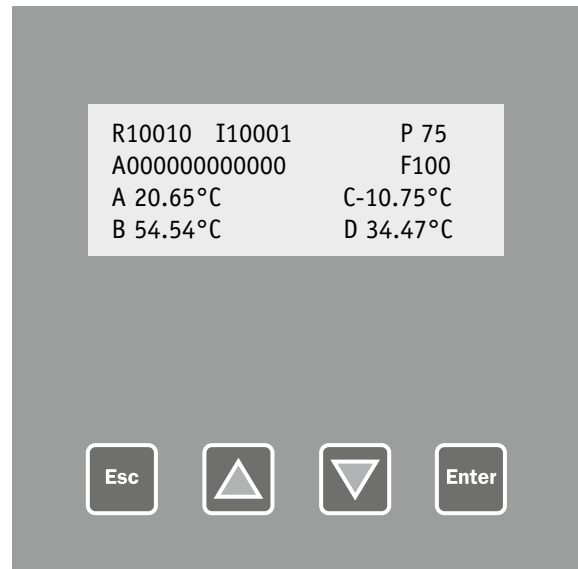 R10010 I10001 P 75
A000000000000 F100
A 20.65°C C-10.75°C
B 54.54°C D 34.47°C
Esc Enter